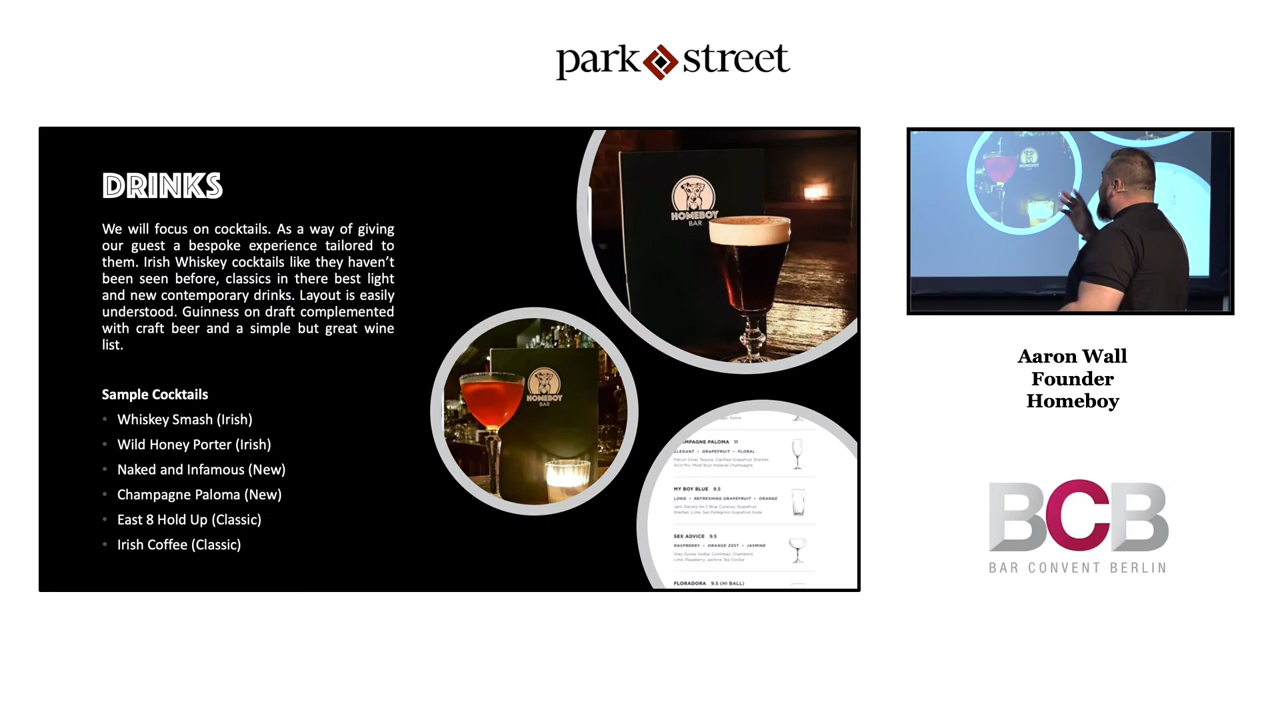 park street
DRINKS
We will focus on cocktails. As a way of giving
our guest a bespoke experience tailored to
them. Irish Whiskey cocktails like they haven't
been seen before, classics in there best light
and new contemporary drinks. Layout is easily
understood. Guinness on draft complemented
with craft beer and a simple but great wine
list.
Sample Cocktails
• Whiskey Smash (Irish)
• Wild Honey Porter (Irish)
• Naked and Infamous (New)
• Champagne Paloma (New)
• East 8 Hold Up (Classic)
• Irish Coffee (Classic)
HOMEBOY
BAR
HOMEBOY
BAR
PALOMA 11
ELEGANT • GRAPEFRUIT • FLORAL
MY BOY BLUE 9.5
LONG • REFRESHING GRAPEFRUIT • ORANGE
SEX ADVICE 9.5
RASPBERRY • ORANGE ZEST • JASMINE
FLORADORA 9.5 (HI BALL)
Aaron Wall
Founder
Homeboy
BCB
BAR CONVENT BERLIN